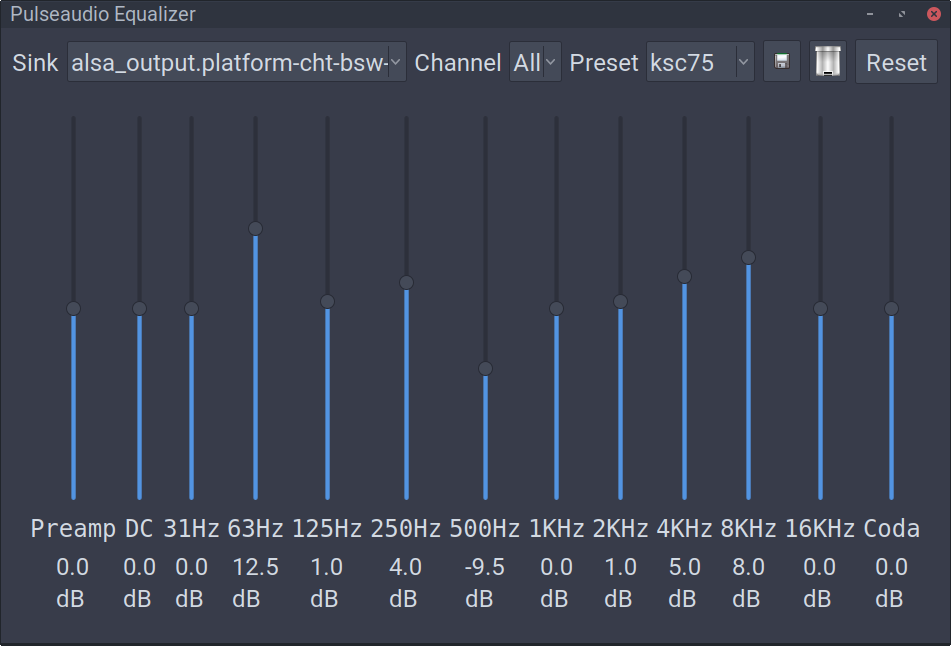 Pulseaudio Equalizer
Sink alsa_output.platform-cht-bsw- Channel All Preset ksc75 Reset
Preamp DC 31Hz 63Hz 125Hz 250Hz 500Hz 1KHz 2KHz 4KHz 8KHz 16KHz Coda
0.0 0.0 0.0 12.5 1.0 4.0 -9.5 0.0 1.0 5.0 8.0 0.0 0.0
dB dB dB dB dB dB dB dB dB dB dB dB dB